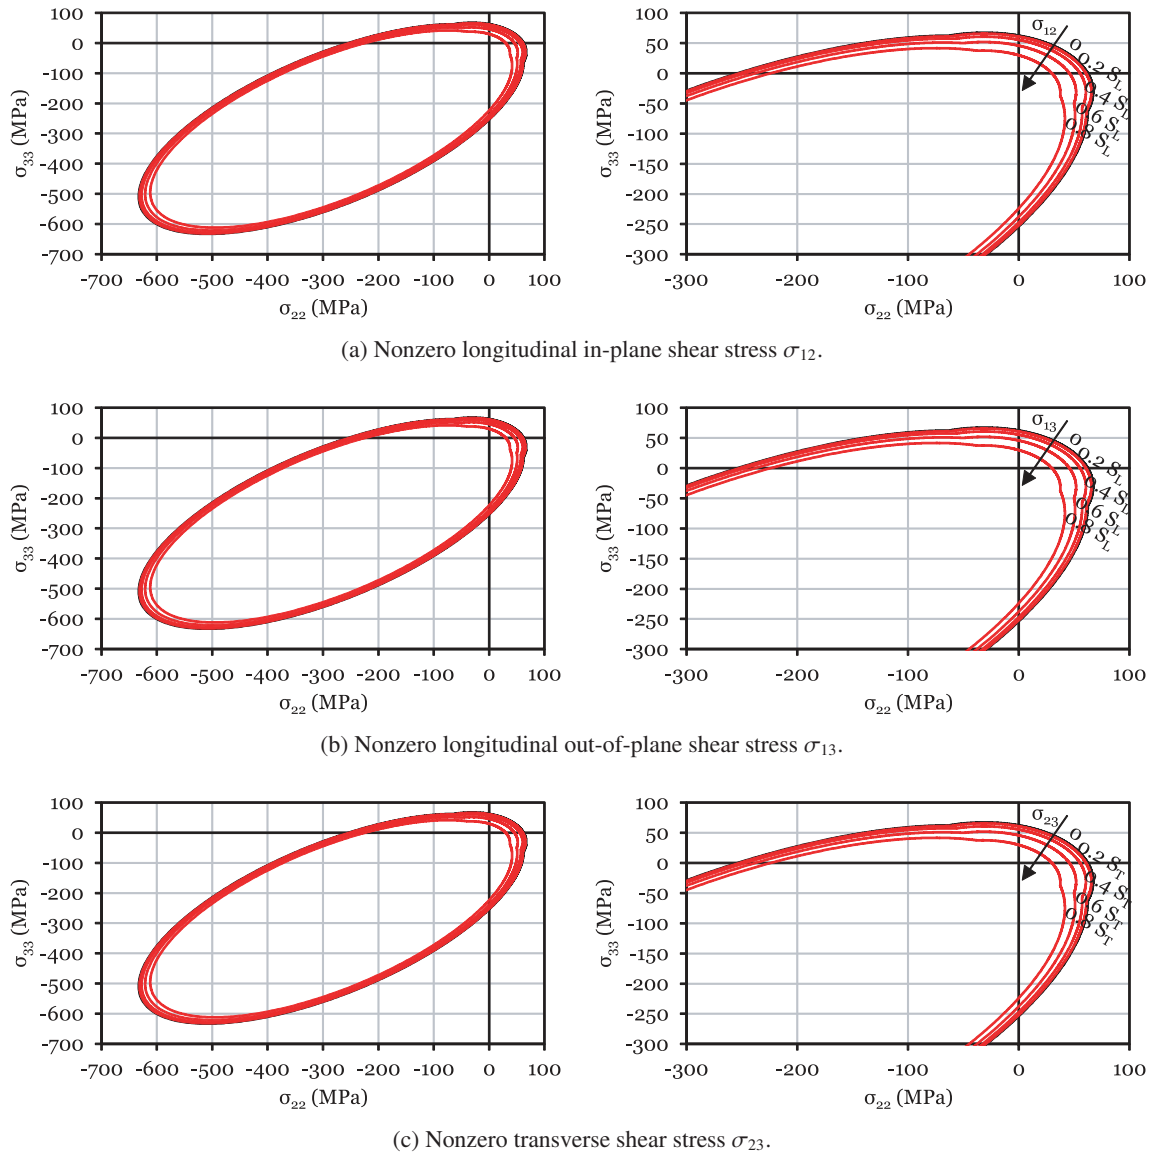 100
0
-100
-200
-300
-400
-500
-600
-700
-700 -600 -500 -400 -300 -200 -100 0 100
σ33 (MPa)
σ22 (MPa)
100
50
0
-50
-100
-150
-200
-250
-300
-300 -200 -100 0 100
σ33 (MPa)
σ22 (MPa)
σ12
0
0.2 SL
0.4 SL
0.6 SL
0.8 SL
(a) Nonzero longitudinal in-plane shear stress σ12.
100
0
-100
-200
-300
-400
-500
-600
-700
-700 -600 -500 -400 -300 -200 -100 0 100
σ33 (MPa)
σ22 (MPa)
100
50
0
-50
-100
-150
-200
-250
-300
-300 -200 -100 0 100
σ33 (MPa)
σ22 (MPa)
σ13
0
0.2 SL
0.4 SL
0.6 SL
0.8 SL
(b) Nonzero longitudinal out-of-plane shear stress σ13.
100
0
-100
-200
-300
-400
-500
-600
-700
-700 -600 -500 -400 -300 -200 -100 0 100
σ33 (MPa)
σ22 (MPa)
100
50
0
-50
-100
-150
-200
-250
-300
-300 -200 -100 0 100
σ33 (MPa)
σ22 (MPa)
σ23
0
0.2 ST
0.4 ST
0.6 ST
0.8 ST
(c) Nonzero transverse shear stress σ23.